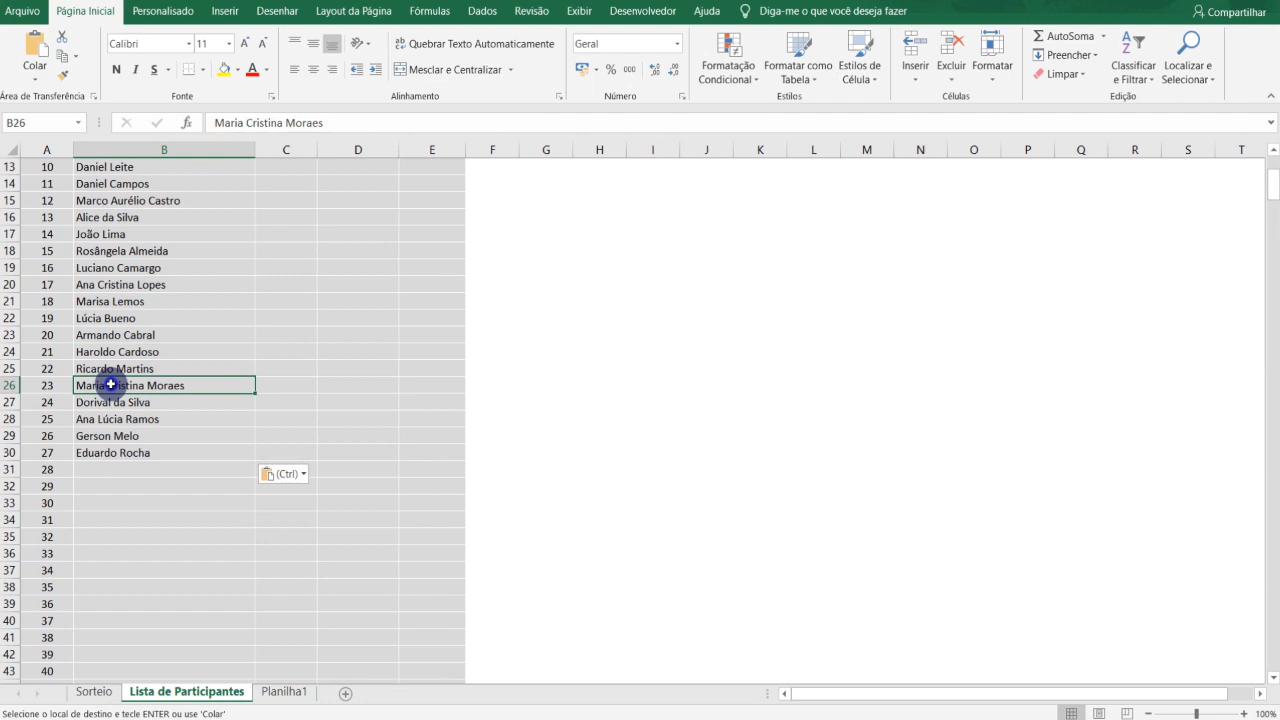 Arquivo Página Inicial Personalisado Inserir Desenhar Layout da Página Fórmulas Dados Revisão Exibir Desenvolvedor Ajuda Diga-me o que você deseja fazer Compartilhar
Colar
Calibri 11
N I S
Quebrar Texto Automaticamente
Mesclar e Centralizar
Geral
% 000
Formatação Condicional
Formatar como Tabela
Estilos de Célula
Inserir Excluir Formatar
AutoSoma
Preencher
Limpar
Classificar e Filtrar
Localizar e Selecionar
Área de Transferência Fonte Alinhamento Número Estilos Células Edição
B26 fx Maria Cristina Moraes
A B C D E F G H I J K L M N O P Q R S T
13 10 Daniel Leite
14 11 Daniel Campos
15 12 Marco Aurélio Castro
16 13 Alice da Silva
17 14 João Lima
18 15 Rosângela Almeida
19 16 Luciano Camargo
20 17 Ana Cristina Lopes
21 18 Marisa Lemos
22 19 Lúcia Bueno
23 20 Armando Cabral
24 21 Haroldo Cardoso
25 22 Ricardo Martins
26 23 Maria Cristina Moraes
27 24 Dorival da Silva
28 25 Ana Lúcia Ramos
29 26 Gerson Melo
30 27 Eduardo Rocha
31 28 (Ctrl)
32 29
33 30
34 31
35 32
36 33
37 34
38 35
39 36
40 37
41 38
42 39
43 40
Sorteio Lista de Participantes Planilha1
Selecione o local de destino e tecle ENTER ou use 'Colar' 100%